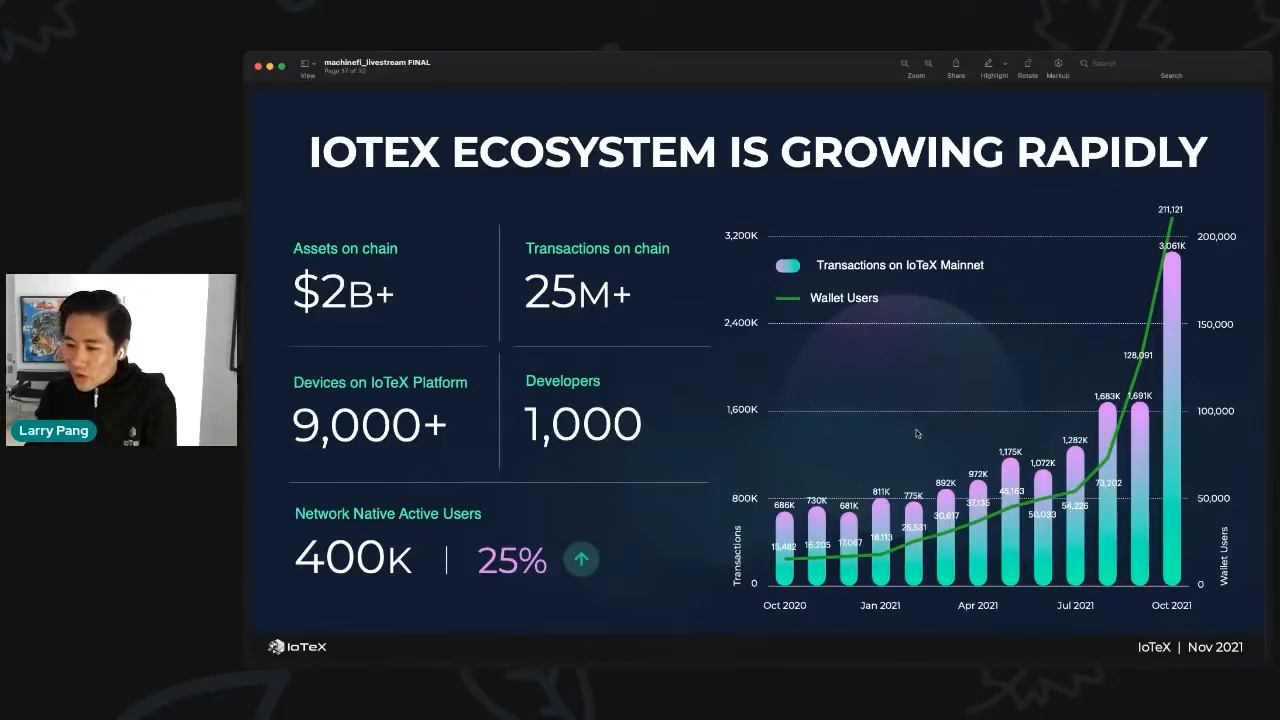 machinefi_livestream FINAL
Page 17 of 32
View
Zoom
Share
Highlight
Rotate
Markup
Search
Search
IOTEX ECOSYSTEM IS GROWING RAPIDLY
Assets on chain
$2B+
Transactions on chain
25M+
Devices on IoTeX Platform
9,000+
Developers
1,000
Network Native Active Users
400K | 25%
Transactions on IoTeX Mainnet
Wallet Users
3,200K
2,400K
1,600K
800K
0
Transactions
200,000
150,000
100,000
50,000
0
Wallet Users
686K
730K
681K
811K
775K
892K
972K
1,175K
1,072K
1,282K
1,683K
1,691K
3,061K
15,482
16,205
17,067
18,113
25,531
30,617
37,135
45,163
50,033
54,226
73,202
128,091
211,121
Oct 2020
Jan 2021
Apr 2021
Jul 2021
Oct 2021
Larry Pang
IoTeX
IoTeX | Nov 2021